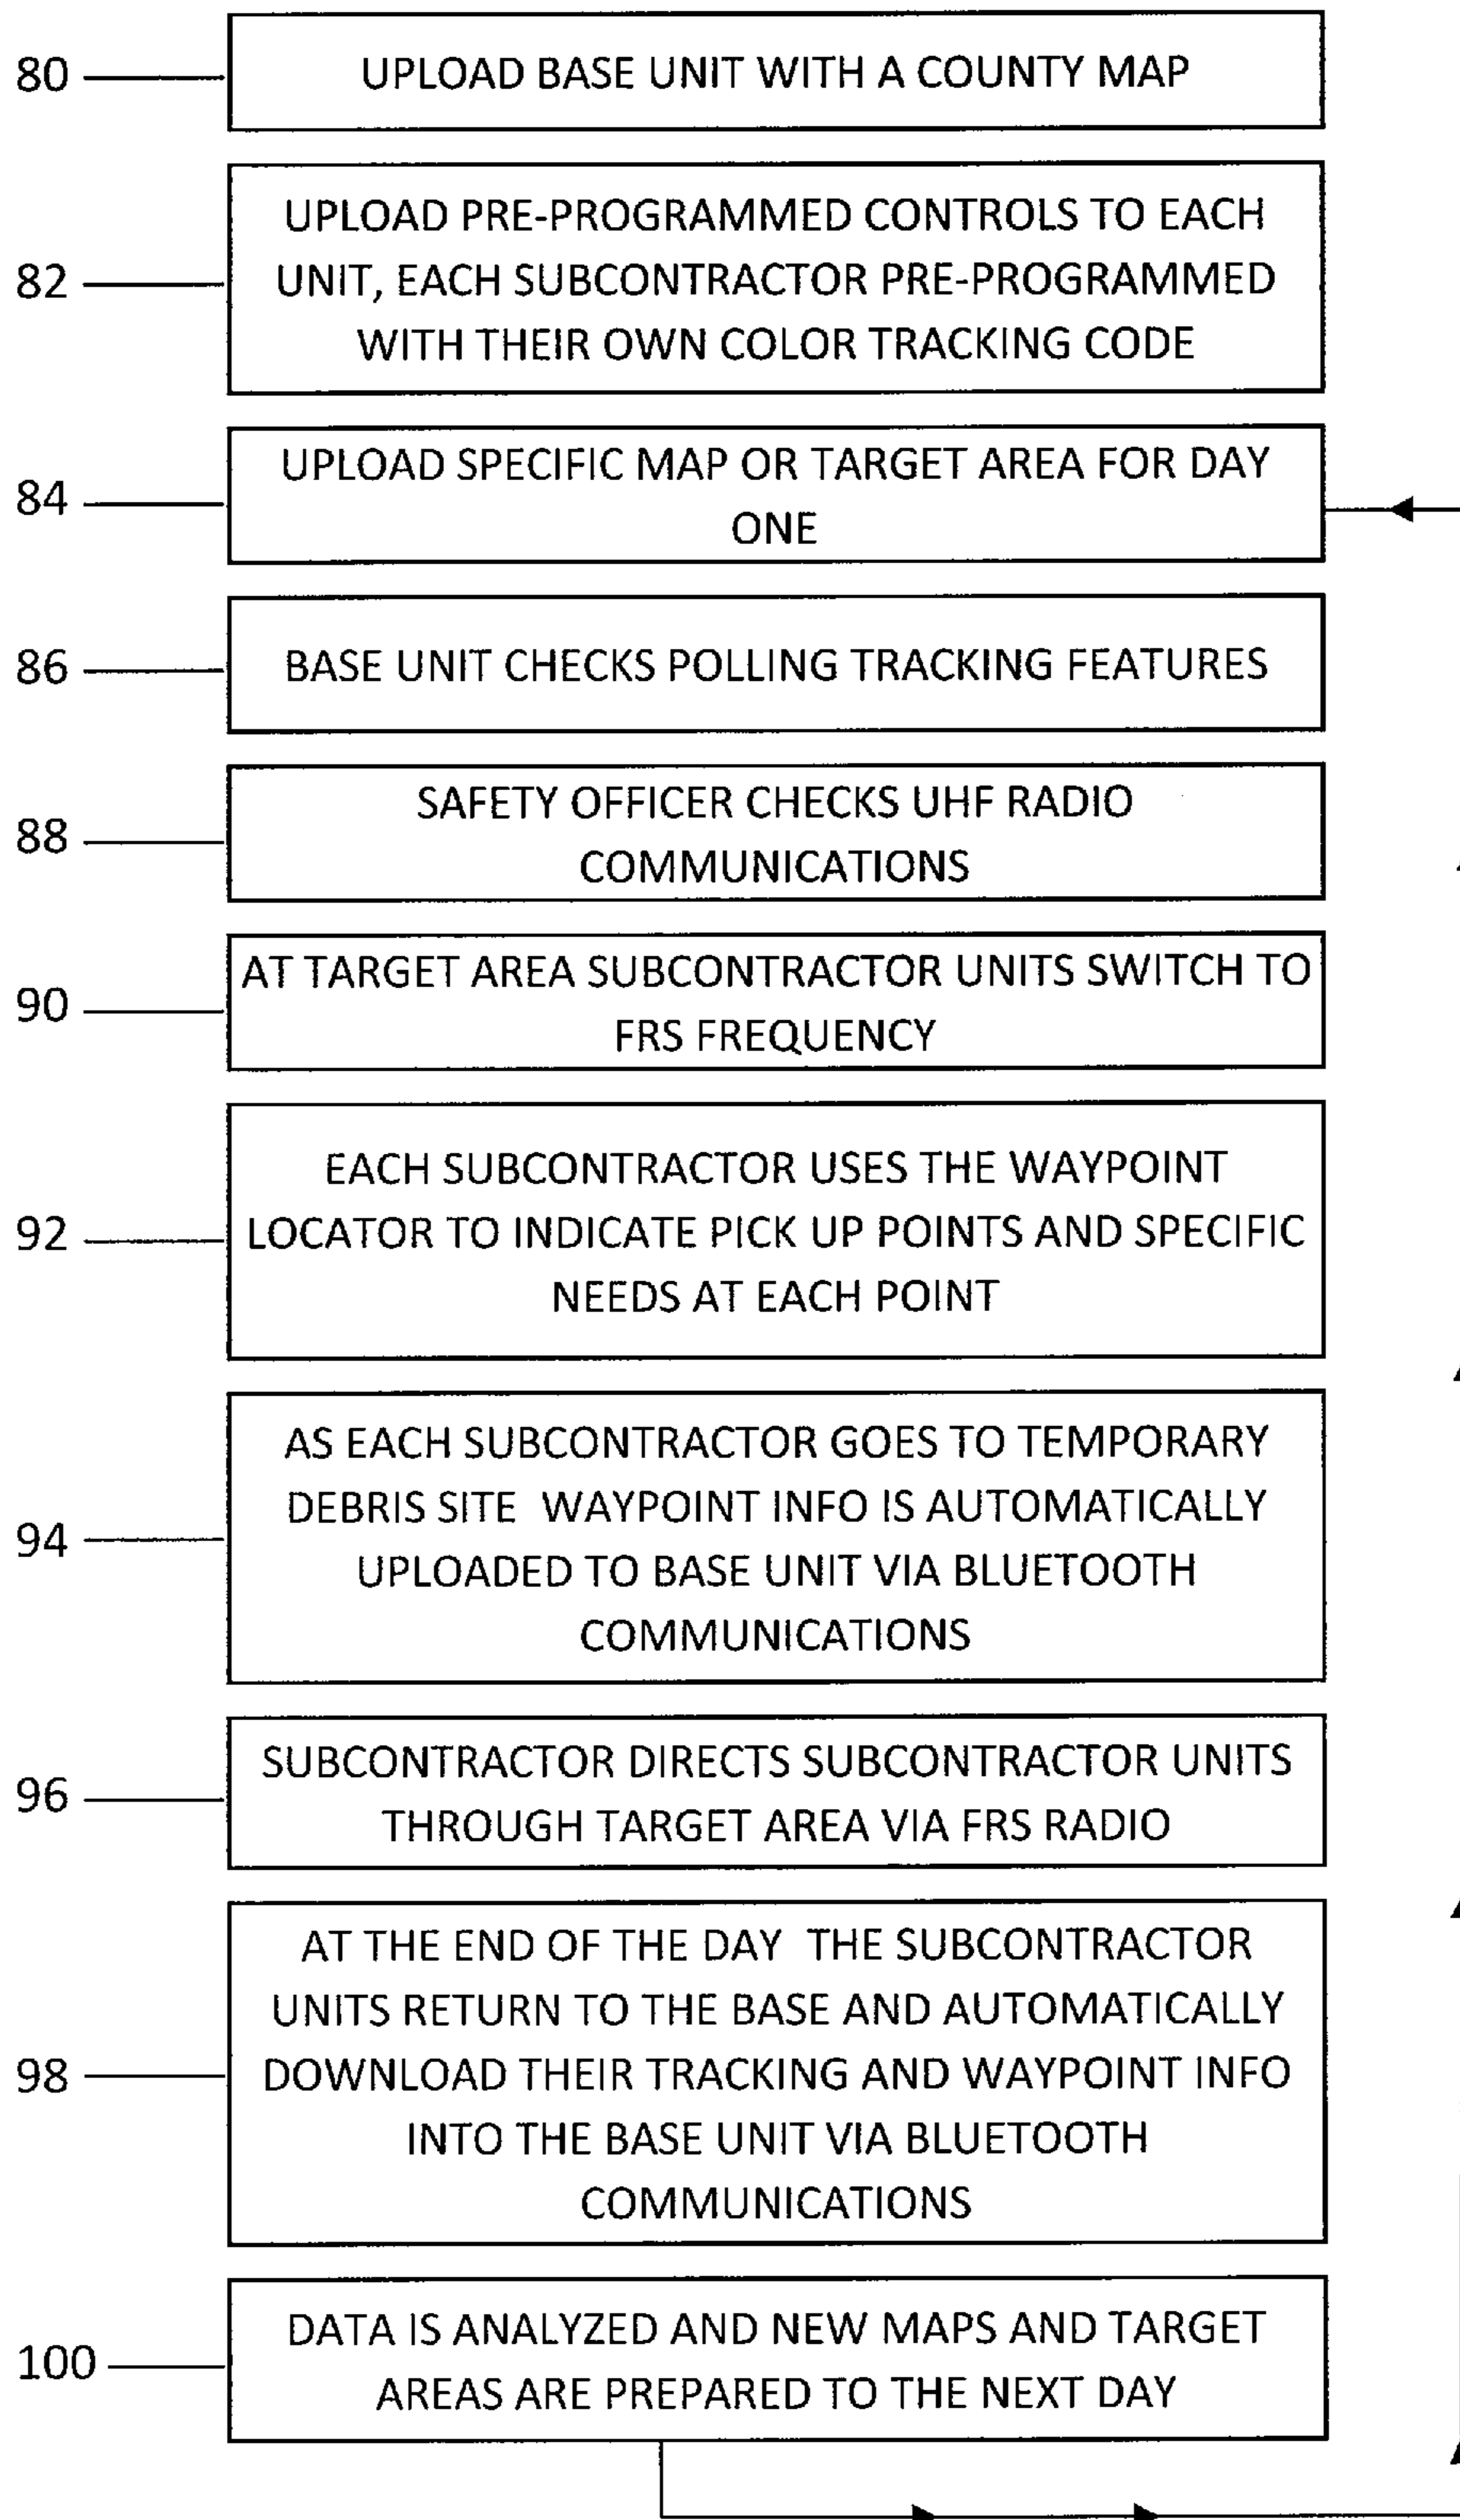 80
UPLOAD BASE UNIT WITH A COUNTY MAP
82
UPLOAD PRE-PROGRAMMED CONTROLS TO EACH
UNIT, EACH SUBCONTRACTOR PRE-PROGRAMMED
WITH THEIR OWN COLOR TRACKING CODE
84
UPLOAD SPECIFIC MAP OR TARGET AREA FOR DAY
ONE
86
BASE UNIT CHECKS POLLING TRACKING FEATURES
88
SAFETY OFFICER CHECKS UHF RADIO
COMMUNICATIONS
90
AT TARGET AREA SUBCONTRACTOR UNITS SWITCH TO
FRS FREQUENCY
92
EACH SUBCONTRACTOR USES THE WAYPOINT
LOCATOR TO INDICATE PICK UP POINTS AND SPECIFIC
NEEDS AT EACH POINT
94
AS EACH SUBCONTRACTOR GOES TO TEMPORARY
DEBRIS SITE WAYPOINT INFO IS AUTOMATICALLY
UPLOADED TO BASE UNIT VIA BLUETOOTH
COMMUNICATIONS
96
SUBCONTRACTOR DIRECTS SUBCONTRACTOR UNITS
THROUGH TARGET AREA VIA FRS RADIO
98
AT THE END OF THE DAY THE SUBCONTRACTOR
UNITS RETURN TO THE BASE AND AUTOMATICALLY
DOWNLOAD THEIR TRACKING AND WAYPOINT INFO
INTO THE BASE UNIT VIA BLUETOOTH
COMMUNICATIONS
100
DATA IS ANALYZED AND NEW MAPS AND TARGET
AREAS ARE PREPARED TO THE NEXT DAY